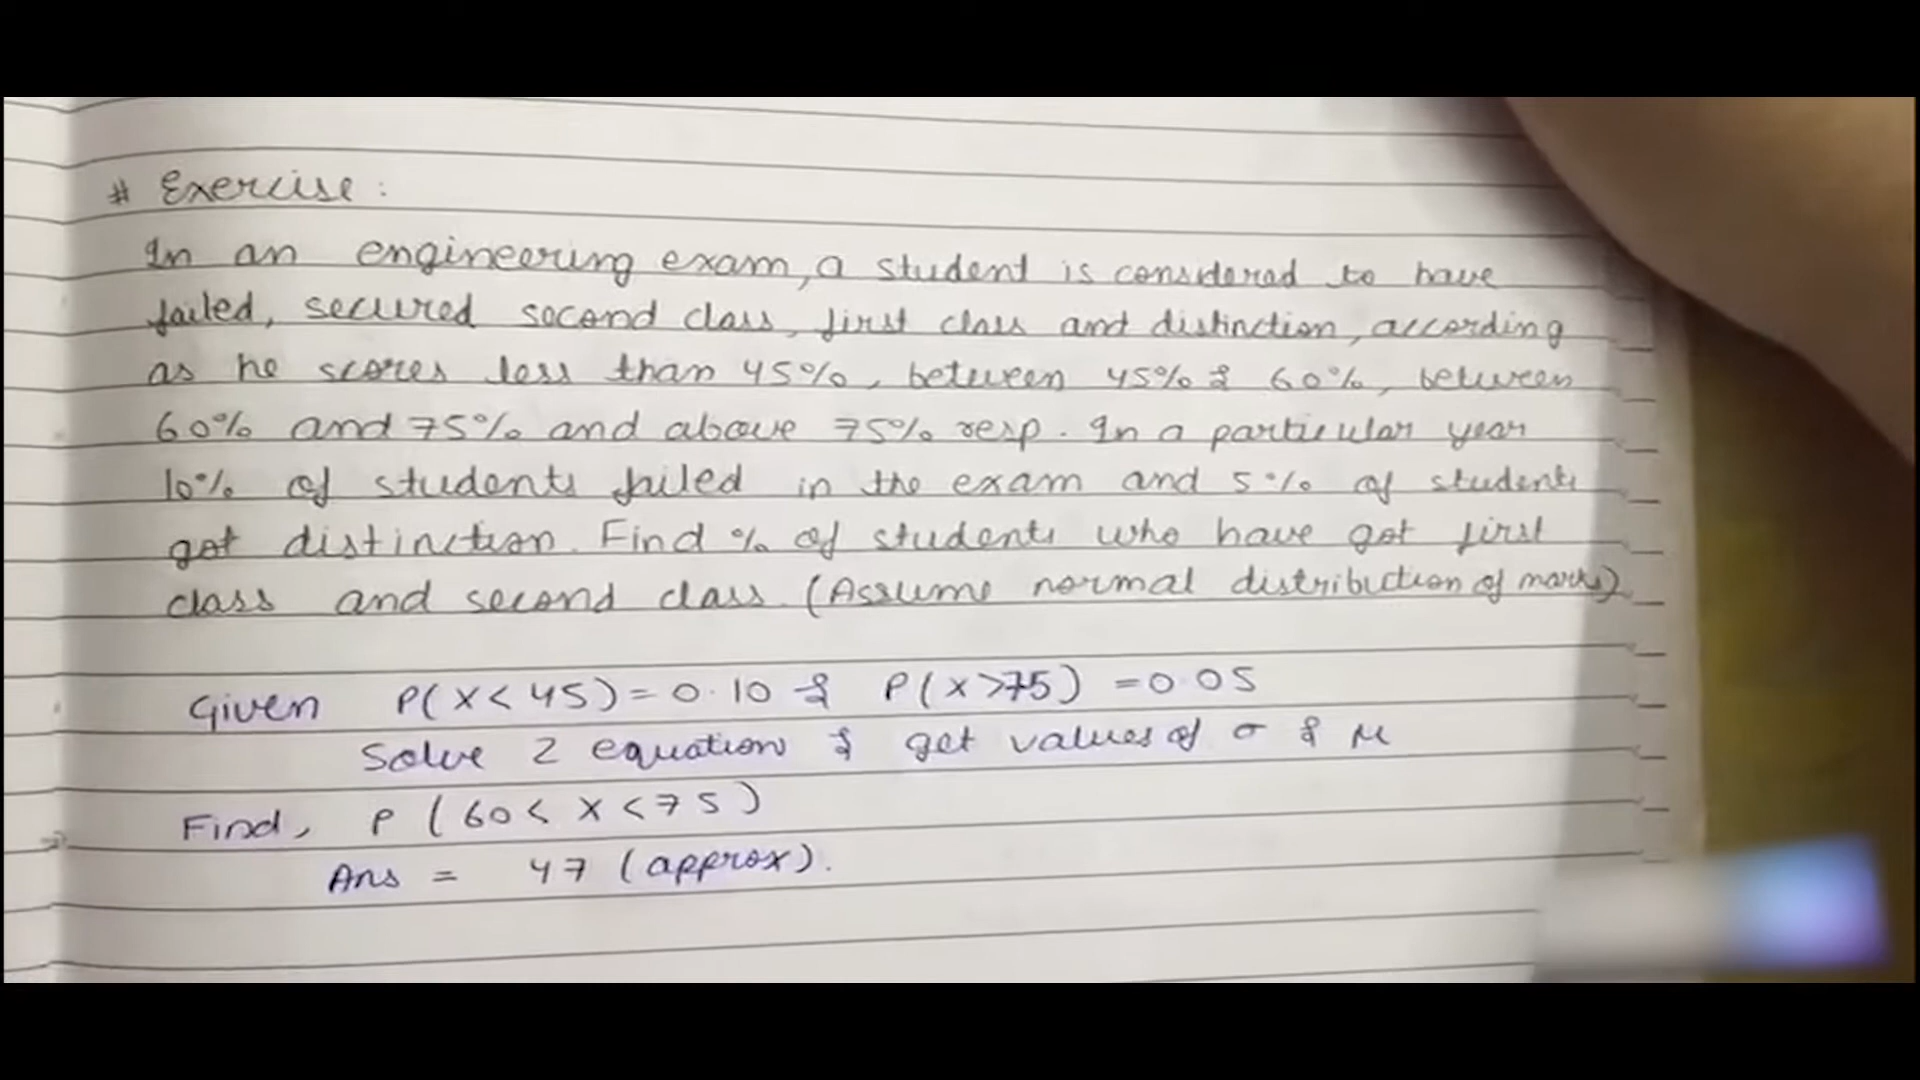 # Exercise:
In an engineering exam, a student is considered to have
failed, secured second class, first class and distinction, according
as he scores less than 45%, between 45% & 60%, between
60% and 75% and above 75% resp. In a particular year
10% of students failed in the exam and 5% of students
got distinction. Find % of students who have got first
class and second class. (Assume normal distribution of marks)
Given P(X<45)=0.10 & P(X>75)=0.05
Solve 2 equation & get values of σ & μ
Find, P(60<X<75)
Ans = 47 (approx).